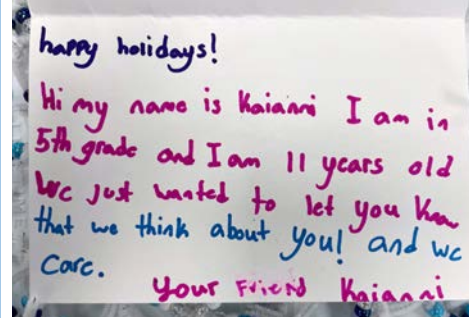 happy holidays!
Hi my name is Kaianni I am in
5th grade and I am 11 years old
We just wanted to let you know
that we think about you! and we
care.
Your Friend Kaianni